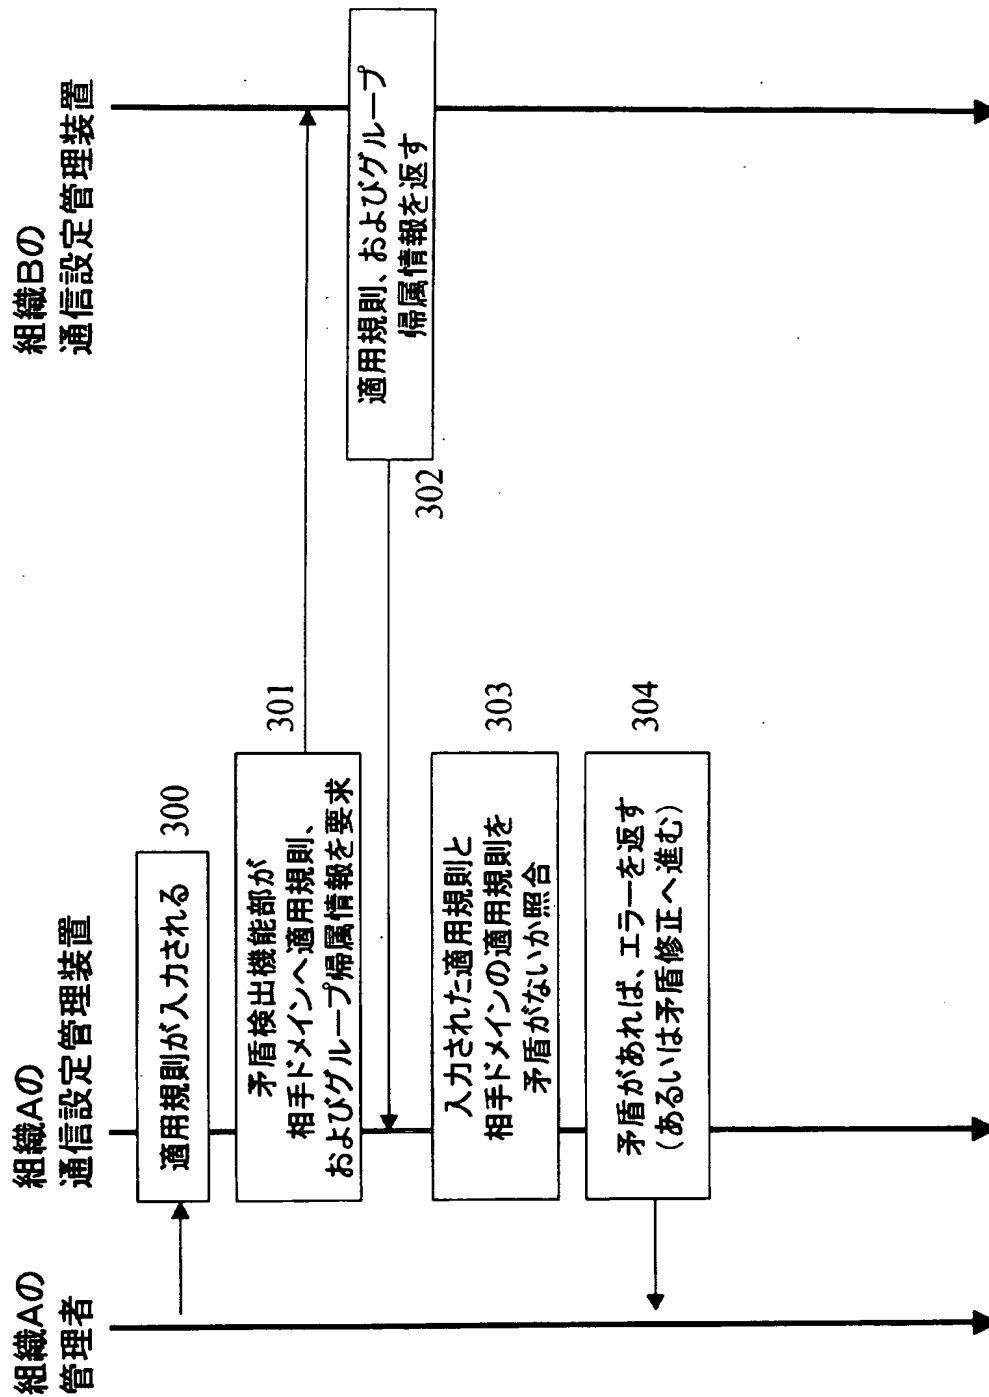 組織Aの
管理者
組織Aの
通信設定管理装置
組織Bの
通信設定管理装置
適用規則が入力される
300
矛盾検出機能部が
相手ドメインへ適用規則、
およびグループ帰属情報を要求
301
適用規則、およびグループ
帰属情報を返す
302
入力された適用規則と
相手ドメインの適用規則を
矛盾がないか照合
303
矛盾があれば、エラーを返す
(あるいは矛盾修正へ進む)
304